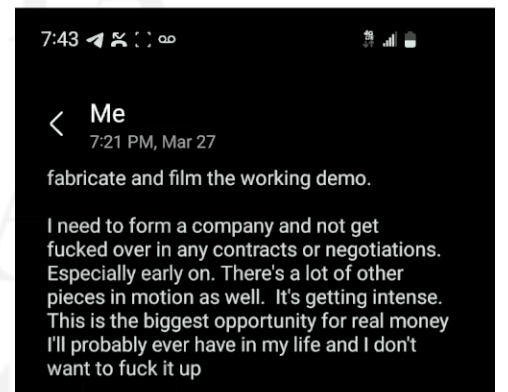 7:43
Me
7:21 PM, Mar 27
fabricate and film the working demo.
I need to form a company and not get
fucked over in any contracts or negotiations.
Especially early on. There's a lot of other
pieces in motion as well.  It's getting intense.
This is the biggest opportunity for real money
I'll probably ever have in my life and I don't
want to fuck it up